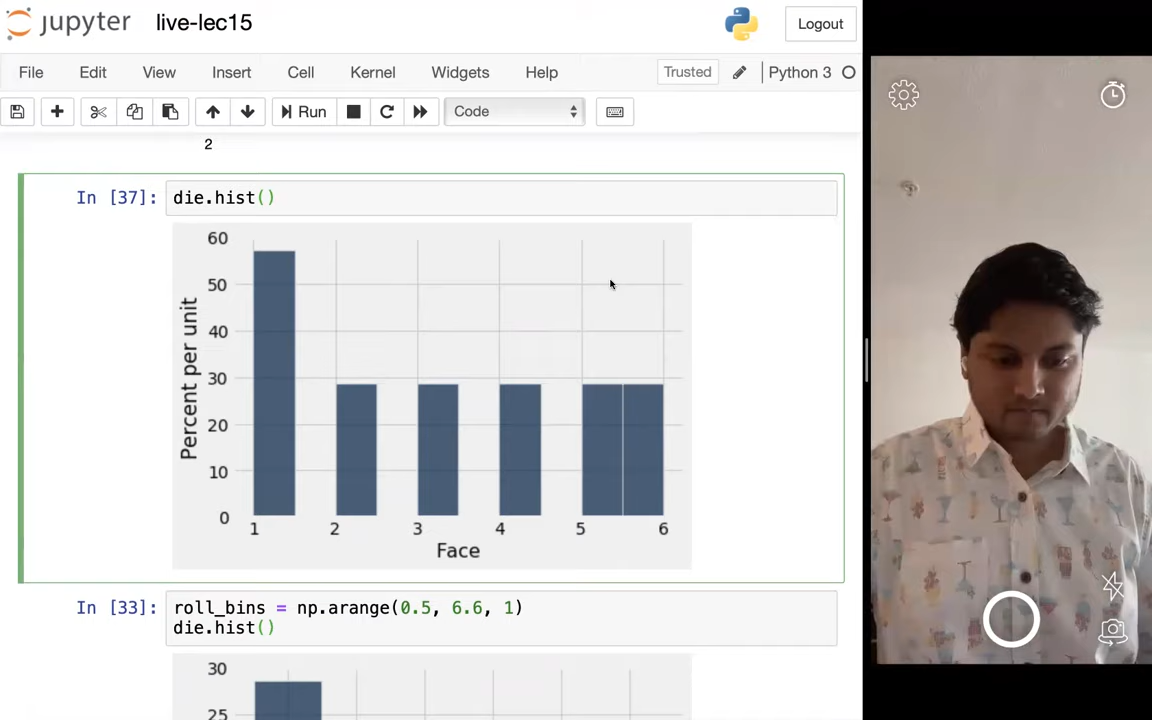 jupyter live-lec15
Logout
File Edit View Insert Cell Kernel Widgets Help
Trusted
Python 3
Run
Code
2
In [37]: die.hist()
60
50
40
30
20
10
0
Percent per unit
1 2 3 4 5 6
Face
In [33]: roll_bins = np.arange(0.5, 6.6, 1)
die.hist()
30
25